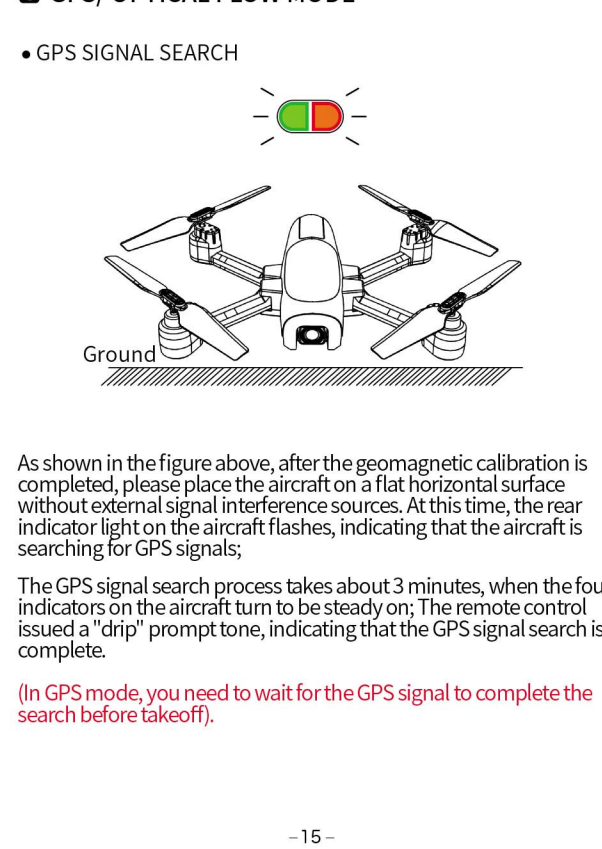 GPS/ OPTICAL FLOW MODE
• GPS SIGNAL SEARCH
Ground
As shown in the figure above, after the geomagnetic calibration is
completed, please place the aircraft on a flat horizontal surface
without external signal interference sources. At this time, the rear
indicator light on the aircraft flashes, indicating that the aircraft is
searching for GPS signals;
The GPS signal search process takes about 3 minutes, when the fou
indicators on the aircraft turn to be steady on; The remote control
issued a "drip" prompt tone, indicating that the GPS signal search is
complete.
(In GPS mode, you need to wait for the GPS signal to complete the
search before takeoff).
–15–